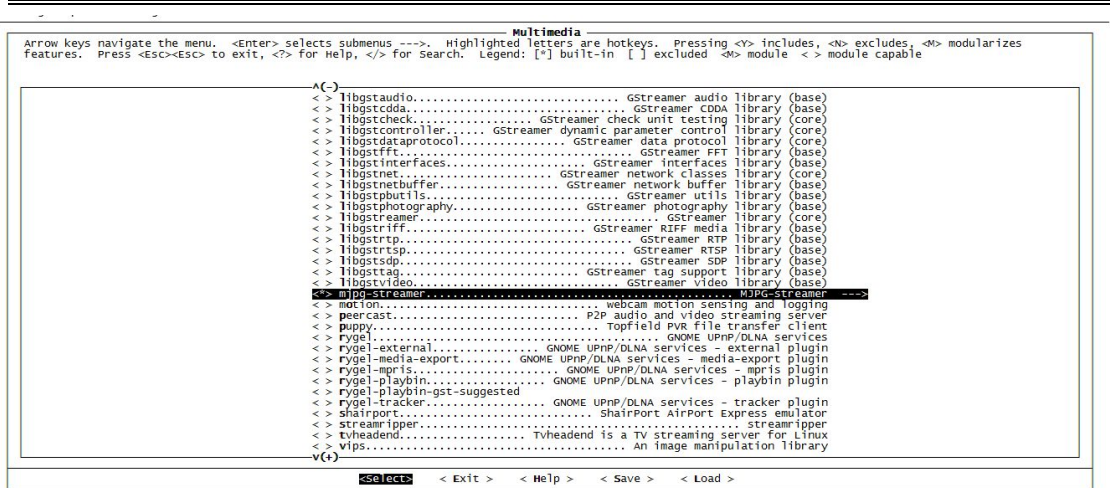 Multimedia
Arrow keys navigate the menu.  <Enter> selects submenus --->.  Highlighted letters are hotkeys.  Pressing <Y> includes, <N> excludes, <M> modularizes
features.  Press <Esc><Esc> to exit, <?> for Help, </> for Search.  Legend: [*] built-in  [ ] excluded  <M> module  < > module capable
^(-)
< > libgstaudio............................... GStreamer audio library (base)
< > libgstcdda................................. GStreamer CDDA library (base)
< > libgstcheck.................. GStreamer check unit testing library (core)
< > libgstcontroller...... GStreamer dynamic parameter control library (core)
< > libgstdataprotocol................ GStreamer data protocol library (core)
< > libgstfft................................... GStreamer FFT library (base)
< > libgstinterfaces..................... GStreamer interfaces library (base)
< > libgstnet....................... GStreamer network classes library (core)
< > libgstnetbuffer.................. GStreamer network buffer library (base)
< > libgstpbutils.............................. GStreamer utils library (base)
< > libgstphotography................... GStreamer photography library (base)
< > libgstreamer.................................... GStreamer library (core)
< > libgstriff........................... GStreamer RIFF media library (base)
< > libgstrtp................................... GStreamer RTP library (base)
< > libgstrtsp................................. GStreamer RTSP library (base)
< > libgstsdp................................... GStreamer SDP library (base)
< > libgsttag........................... GStreamer tag support library (base)
< > libgstvideo............................... GStreamer video library (base)
<*> mjpg-streamer.............................................. MJPG-streamer  --->
< > motion................................ webcam motion sensing and logging
< > peercast............................. P2P audio and video streaming server
< > puppy.................................. Topfield PVR file transfer client
< > rygel............................................ GNOME UPnP/DLNA services
< > rygel-external................ GNOME UPnP/DLNA services - external plugin
< > rygel-media-export........ GNOME UPnP/DLNA services - media-export plugin
< > rygel-mpris...................... GNOME UPnP/DLNA services - mpris plugin
< > rygel-playbin.................. GNOME UPnP/DLNA services - playbin plugin
< > rygel-playbin-gst-suggested
< > rygel-tracker.................. GNOME UPnP/DLNA services - tracker plugin
< > shairport............................. ShairPort AirPort Express emulator
< > streamripper................................................ streamripper
< > tvheadend.................. Tvheadend is a TV streaming server for Linux
< > vips........................................ An image manipulation library
v(+)
<Select>    < Exit >    < Help >    < Save >    < Load >